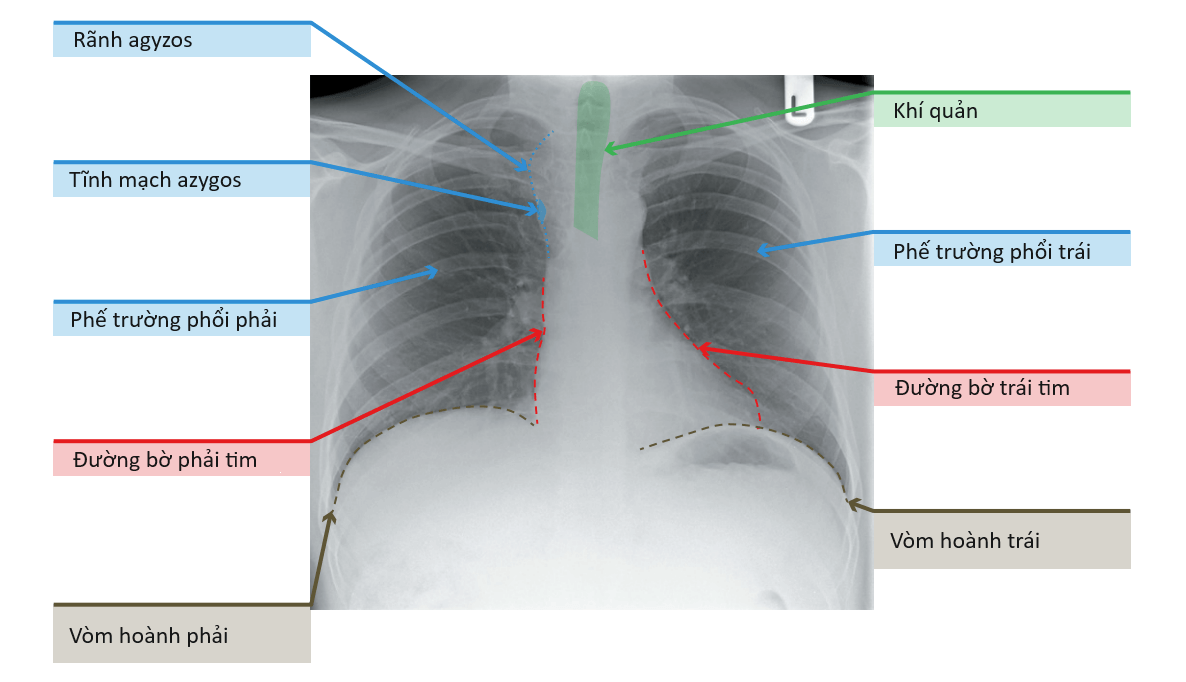 Rãnh agyzos
Tĩnh mạch azygos
Phế trường phổi phải
Đường bờ phải tim
Vòm hoành phải
L
Khí quản
Phế trường phổi trái
Đường bờ trái tim
Vòm hoành trái